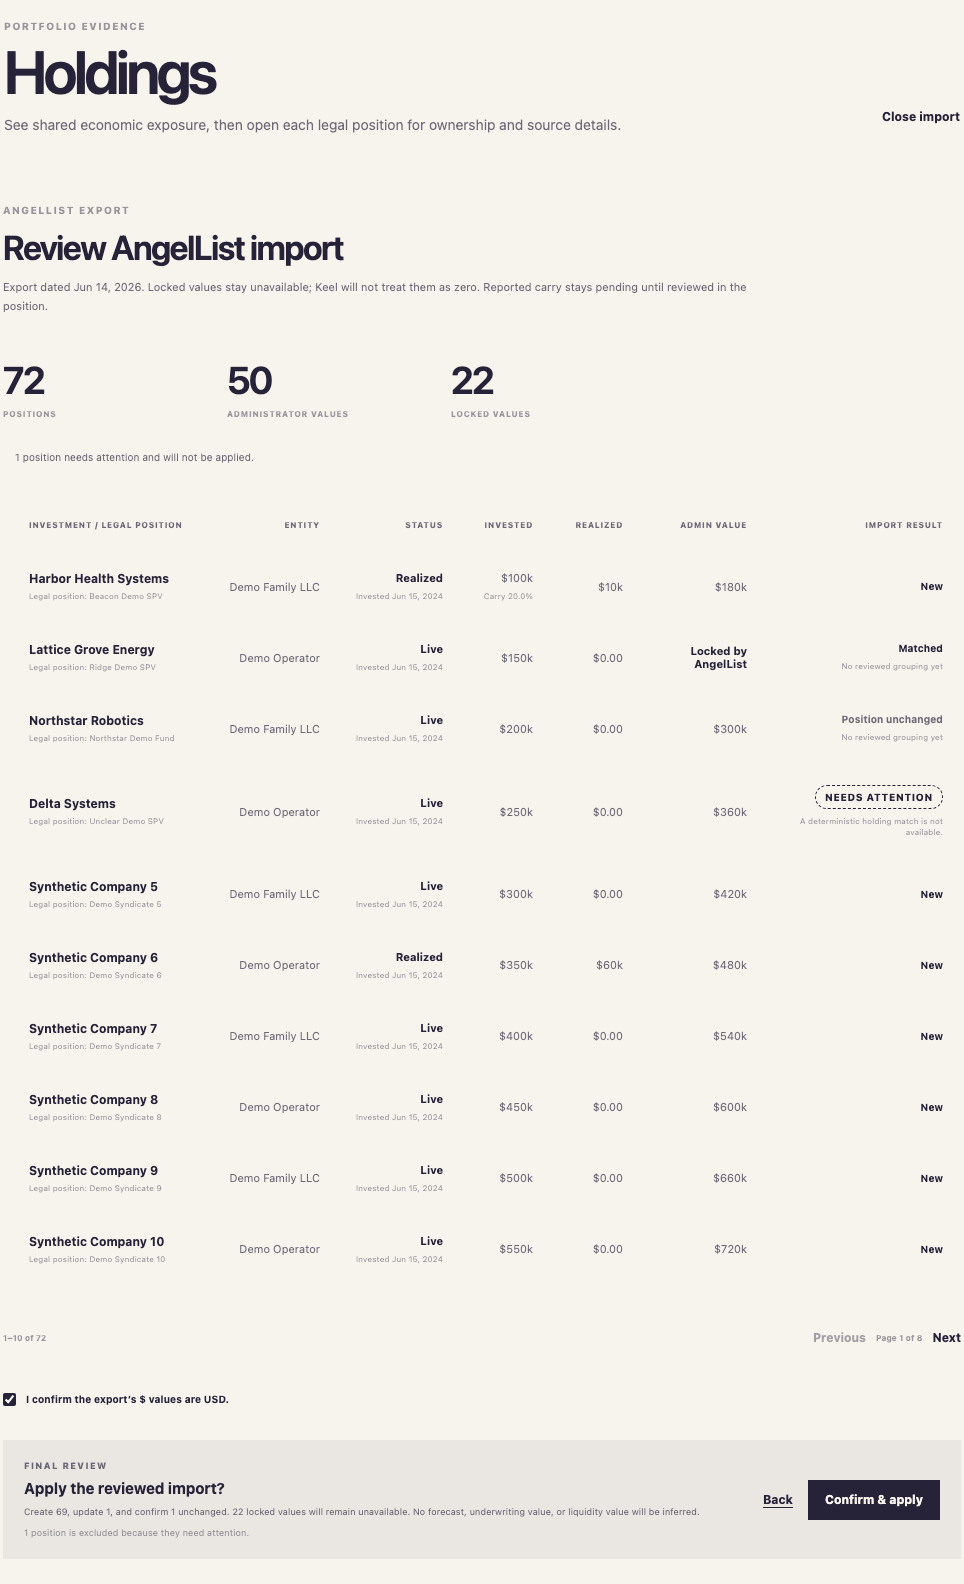 PORTFOLIO EVIDENCE
Holdings
See shared economic exposure, then open each legal position for ownership and source details.
Close import
ANGELLIST EXPORT
Review AngelList import
Export dated Jun 14, 2026. Locked values stay unavailable; Keel will not treat them as zero. Reported carry stays pending until reviewed in the
position.
72 50 22
POSITIONS ADMINISTRATOR VALUES LOCKED VALUES
1 position needs attention and will not be applied.
INVESTMENT / LEGAL POSITION ENTITY STATUS INVESTED REALIZED ADMIN VALUE IMPORT RESULT
Harbor Health Systems Demo Family LLC Realized $100k $10k $180k New
Legal position: Beacon Demo SPV Invested Jun 15, 2024 Carry 20.0%
Lattice Grove Energy Demo Operator Live $150k $0.00 Locked by AngelList Matched
Legal position: Ridge Demo SPV Invested Jun 15, 2024 No reviewed grouping yet
Northstar Robotics Demo Family LLC Live $200k $0.00 $300k Position unchanged
Legal position: Northstar Demo Fund Invested Jun 15, 2024 No reviewed grouping yet
Delta Systems Demo Operator Live $250k $0.00 $360k NEEDS ATTENTION
Legal position: Unclear Demo SPV Invested Jun 15, 2024 A deterministic holding match is not
available.
Synthetic Company 5 Demo Family LLC Live $300k $0.00 $420k New
Legal position: Demo Syndicate 5 Invested Jun 15, 2024
Synthetic Company 6 Demo Operator Realized $350k $60k $480k New
Legal position: Demo Syndicate 6 Invested Jun 15, 2024
Synthetic Company 7 Demo Family LLC Live $400k $0.00 $540k New
Legal position: Demo Syndicate 7 Invested Jun 15, 2024
Synthetic Company 8 Demo Operator Live $450k $0.00 $600k New
Legal position: Demo Syndicate 8 Invested Jun 15, 2024
Synthetic Company 9 Demo Family LLC Live $500k $0.00 $660k New
Legal position: Demo Syndicate 9 Invested Jun 15, 2024
Synthetic Company 10 Demo Operator Live $550k $0.00 $720k New
Legal position: Demo Syndicate 10 Invested Jun 15, 2024
1–10 of 72 Previous Page 1 of 8 Next
I confirm the export’s $ values are USD.
FINAL REVIEW
Apply the reviewed import?
Create 69, update 1, and confirm 1 unchanged. 22 locked values will remain unavailable. No forecast, underwriting value, or liquidity value will be inferred.
1 position is excluded because they need attention.
Back Confirm & apply